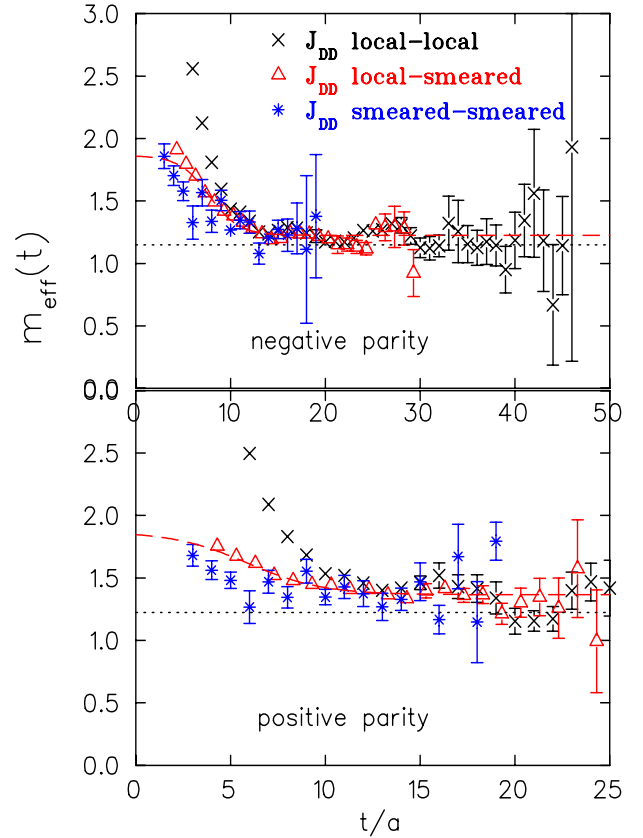 3.0
J_DD local-local
2.5
J_DD local-smeared
J_DD smeared-smeared
2.0
1.5
1.0
m_eff(t)
0.5
negative parity
0.0
0.0
0 10 20 30 40 50
2.5
2.0
1.5
1.0
0.5
positive parity
0.0
0 5 10 15 20 25
t/a